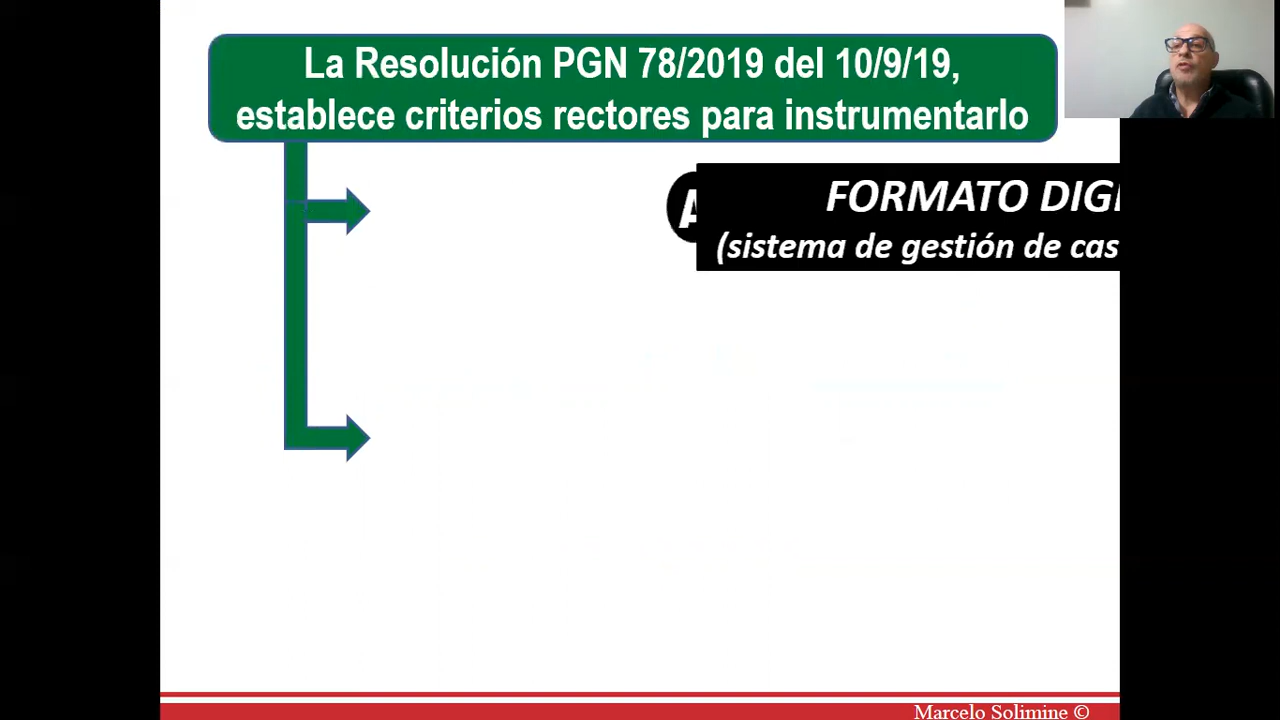 La Resolución PGN 78/2019 del 10/9/19,
establece criterios rectores para instrumentarlo
A
FORMATO DIGI
(sistema de gestión de cas
Marcelo Solimine ©